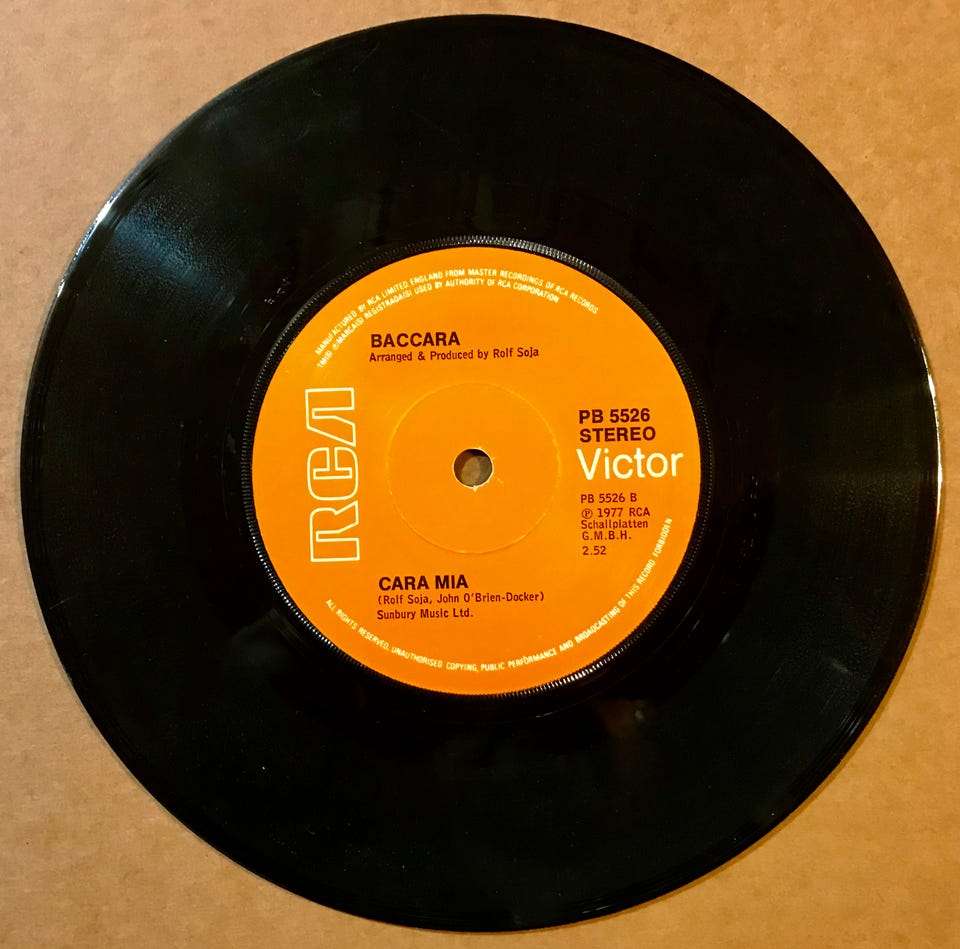 MANUFACTURED BY RCA LIMITED, ENGLAND FROM MASTER RECORDINGS OF RCA RECORDS
TM(S) ® MARCA(S) REGISTRADA(S) USED BY AUTHORITY OF RCA CORPORATION
BACCARA
Arranged & Produced by Rolf Soja
RCA
PB 5526
STEREO
Victor
PB 5526 B
℗ 1977 RCA
Schallplatten
G.M.B.H.
2.52
CARA MIA
(Rolf Soja, John O'Brien-Docker)
Sunbury Music Ltd.
ALL RIGHTS RESERVED, UNAUTHORISED COPYING, PUBLIC PERFORMANCE AND BROADCASTING OF THIS RECORD FORBIDDEN